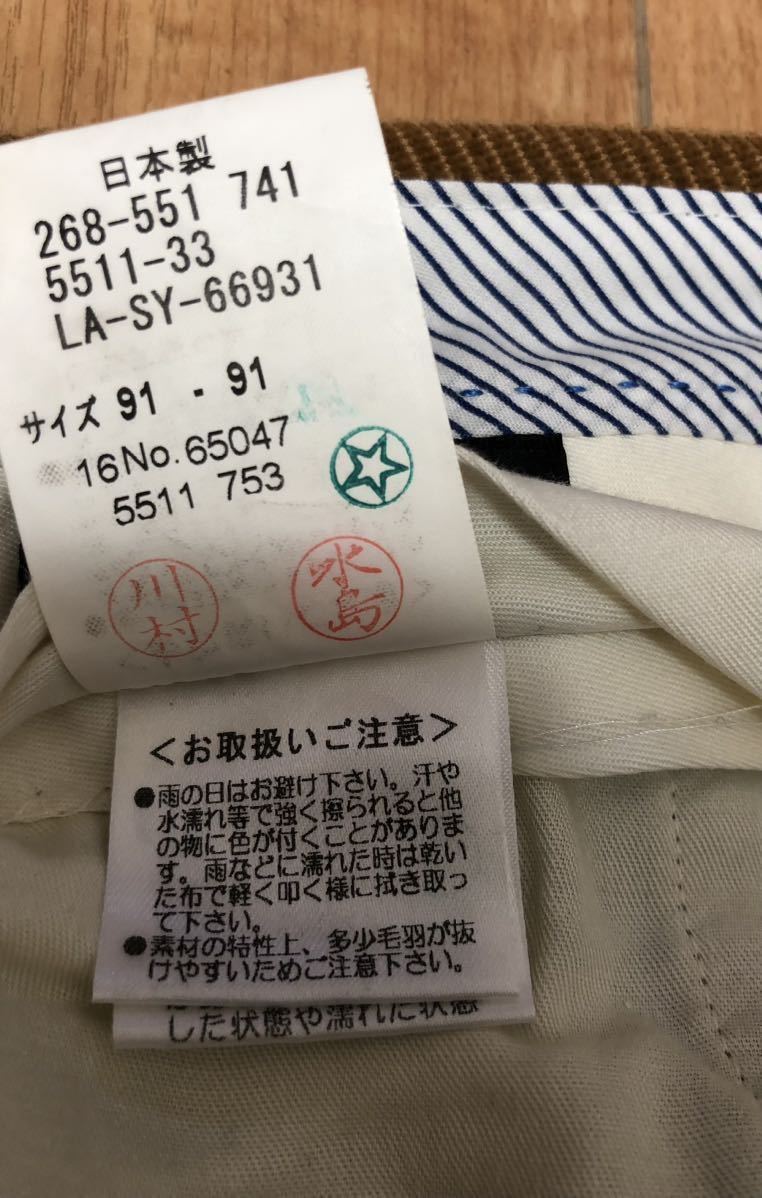 日本製
268-551 741
5511-33
LA-SY-66931
サイズ 91 - 91
16No.65047
5511 753
川村
水島
＜お取扱いご注意＞
●雨の日はお避け下さい。汗や
水濡れ等で強く擦られると他
の物に色が付くことがありま
す。雨などに濡れた時は乾い
た布で軽く叩く様に拭き取っ
て下さい。
●素材の特性上、多少毛羽が抜
けやすいためご注意下さい。
した状態や濡れた状態